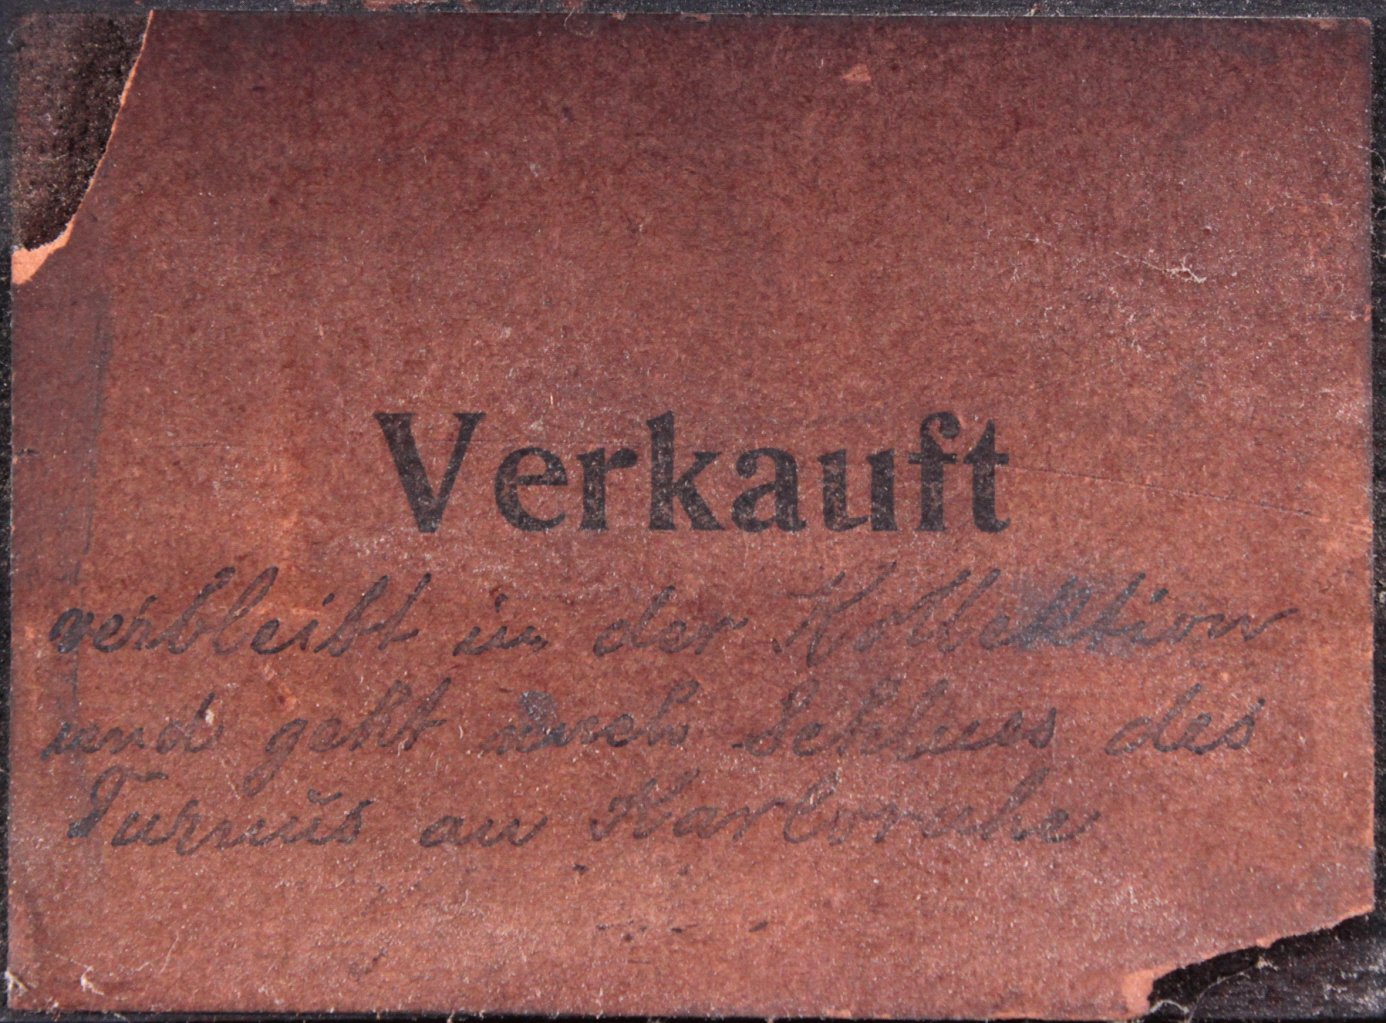 Verkauft
verbleibt in der Kollektion
und geht nach Schluss des
Turnus an Karlsruhe